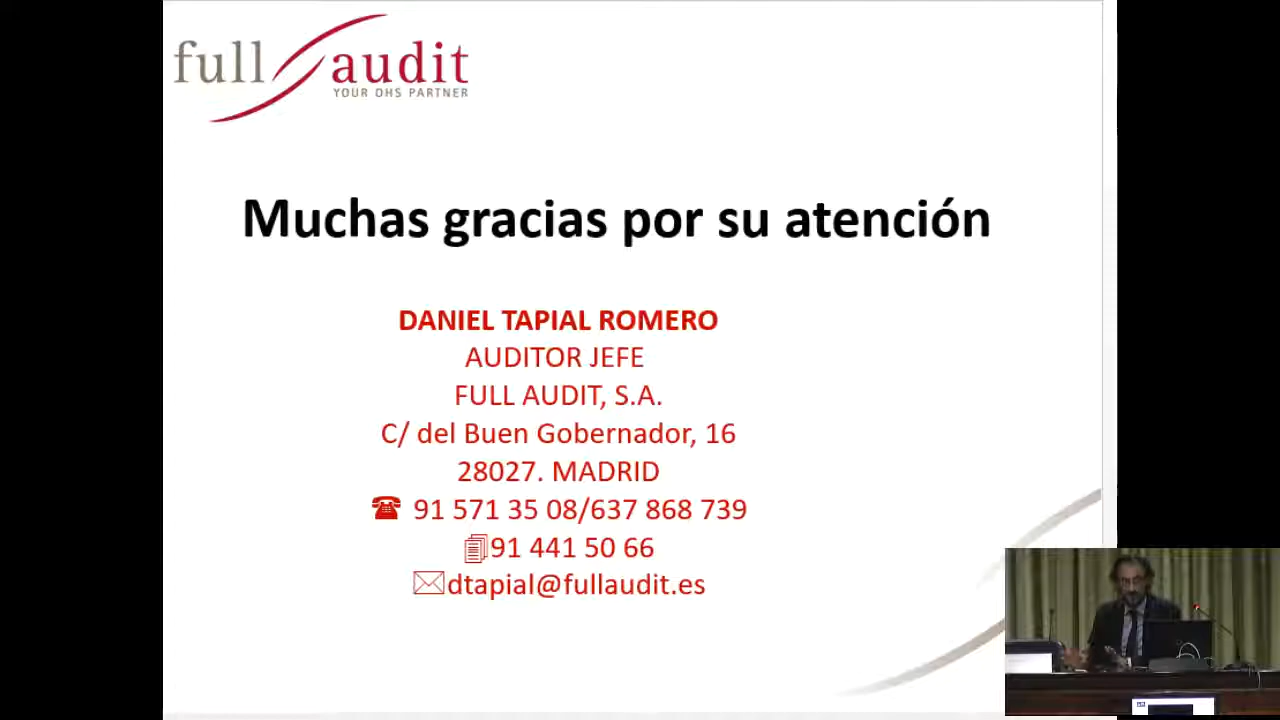 full audit
YOUR OHS PARTNER
Muchas gracias por su atención
DANIEL TAPIAL ROMERO
AUDITOR JEFE
FULL AUDIT, S.A.
C/ del Buen Gobernador, 16
28027. MADRID
91 571 35 08/637 868 739
91 441 50 66
dtapial@fullaudit.es